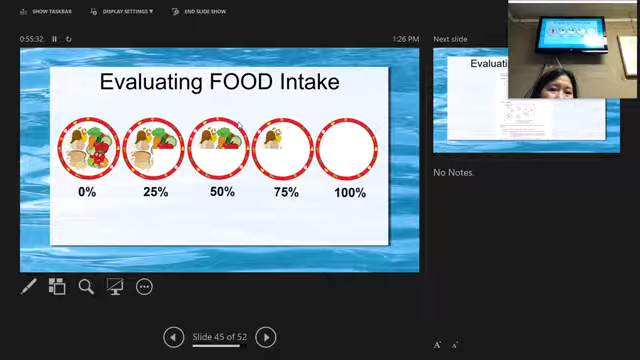 SHOW TASKBAR
DISPLAY SETTINGS ▼
END SLIDE SHOW
0:55:32
1:26 PM
Evaluating FOOD Intake
0%
25%
50%
75%
100%
Slide 45 of 52
Next slide
No Notes.
A
A